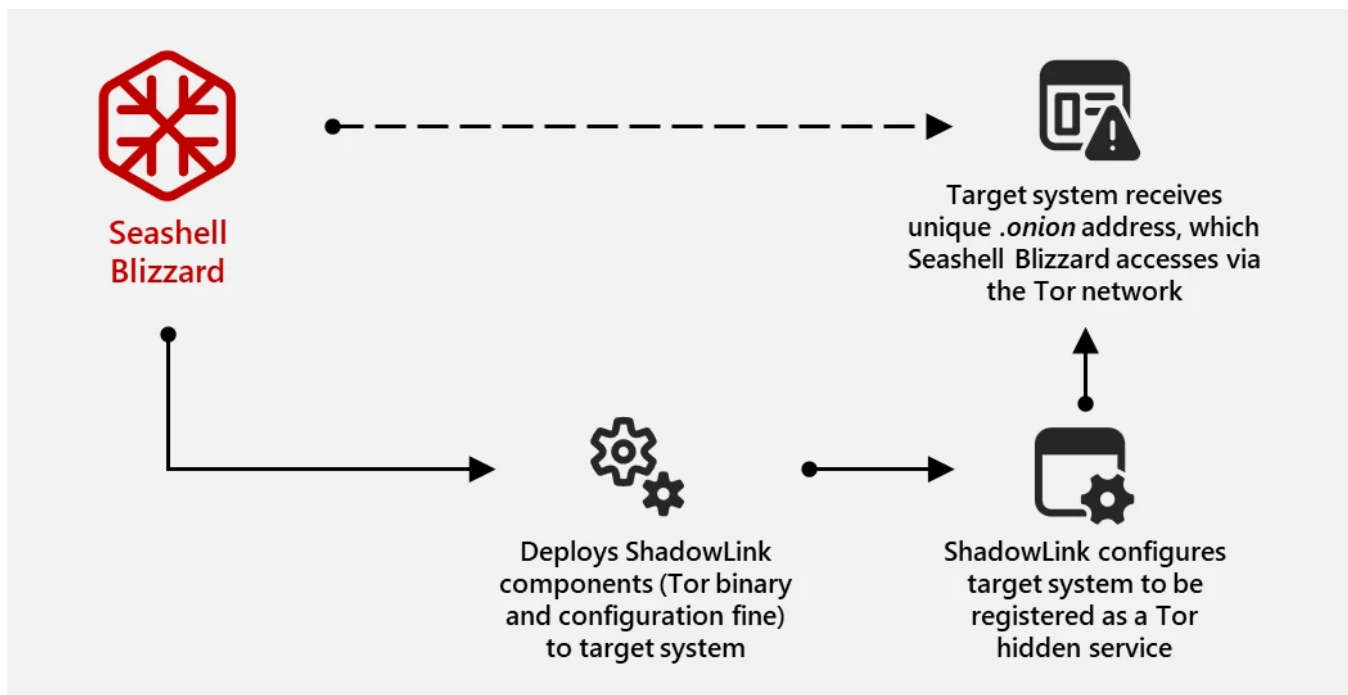 Seashell
Blizzard
Target system receives
unique .onion address, which
Seashell Blizzard accesses via
the Tor network
Deploys ShadowLink
components (Tor binary
and configuration fine)
to target system
ShadowLink configures
target system to be
registered as a Tor
hidden service